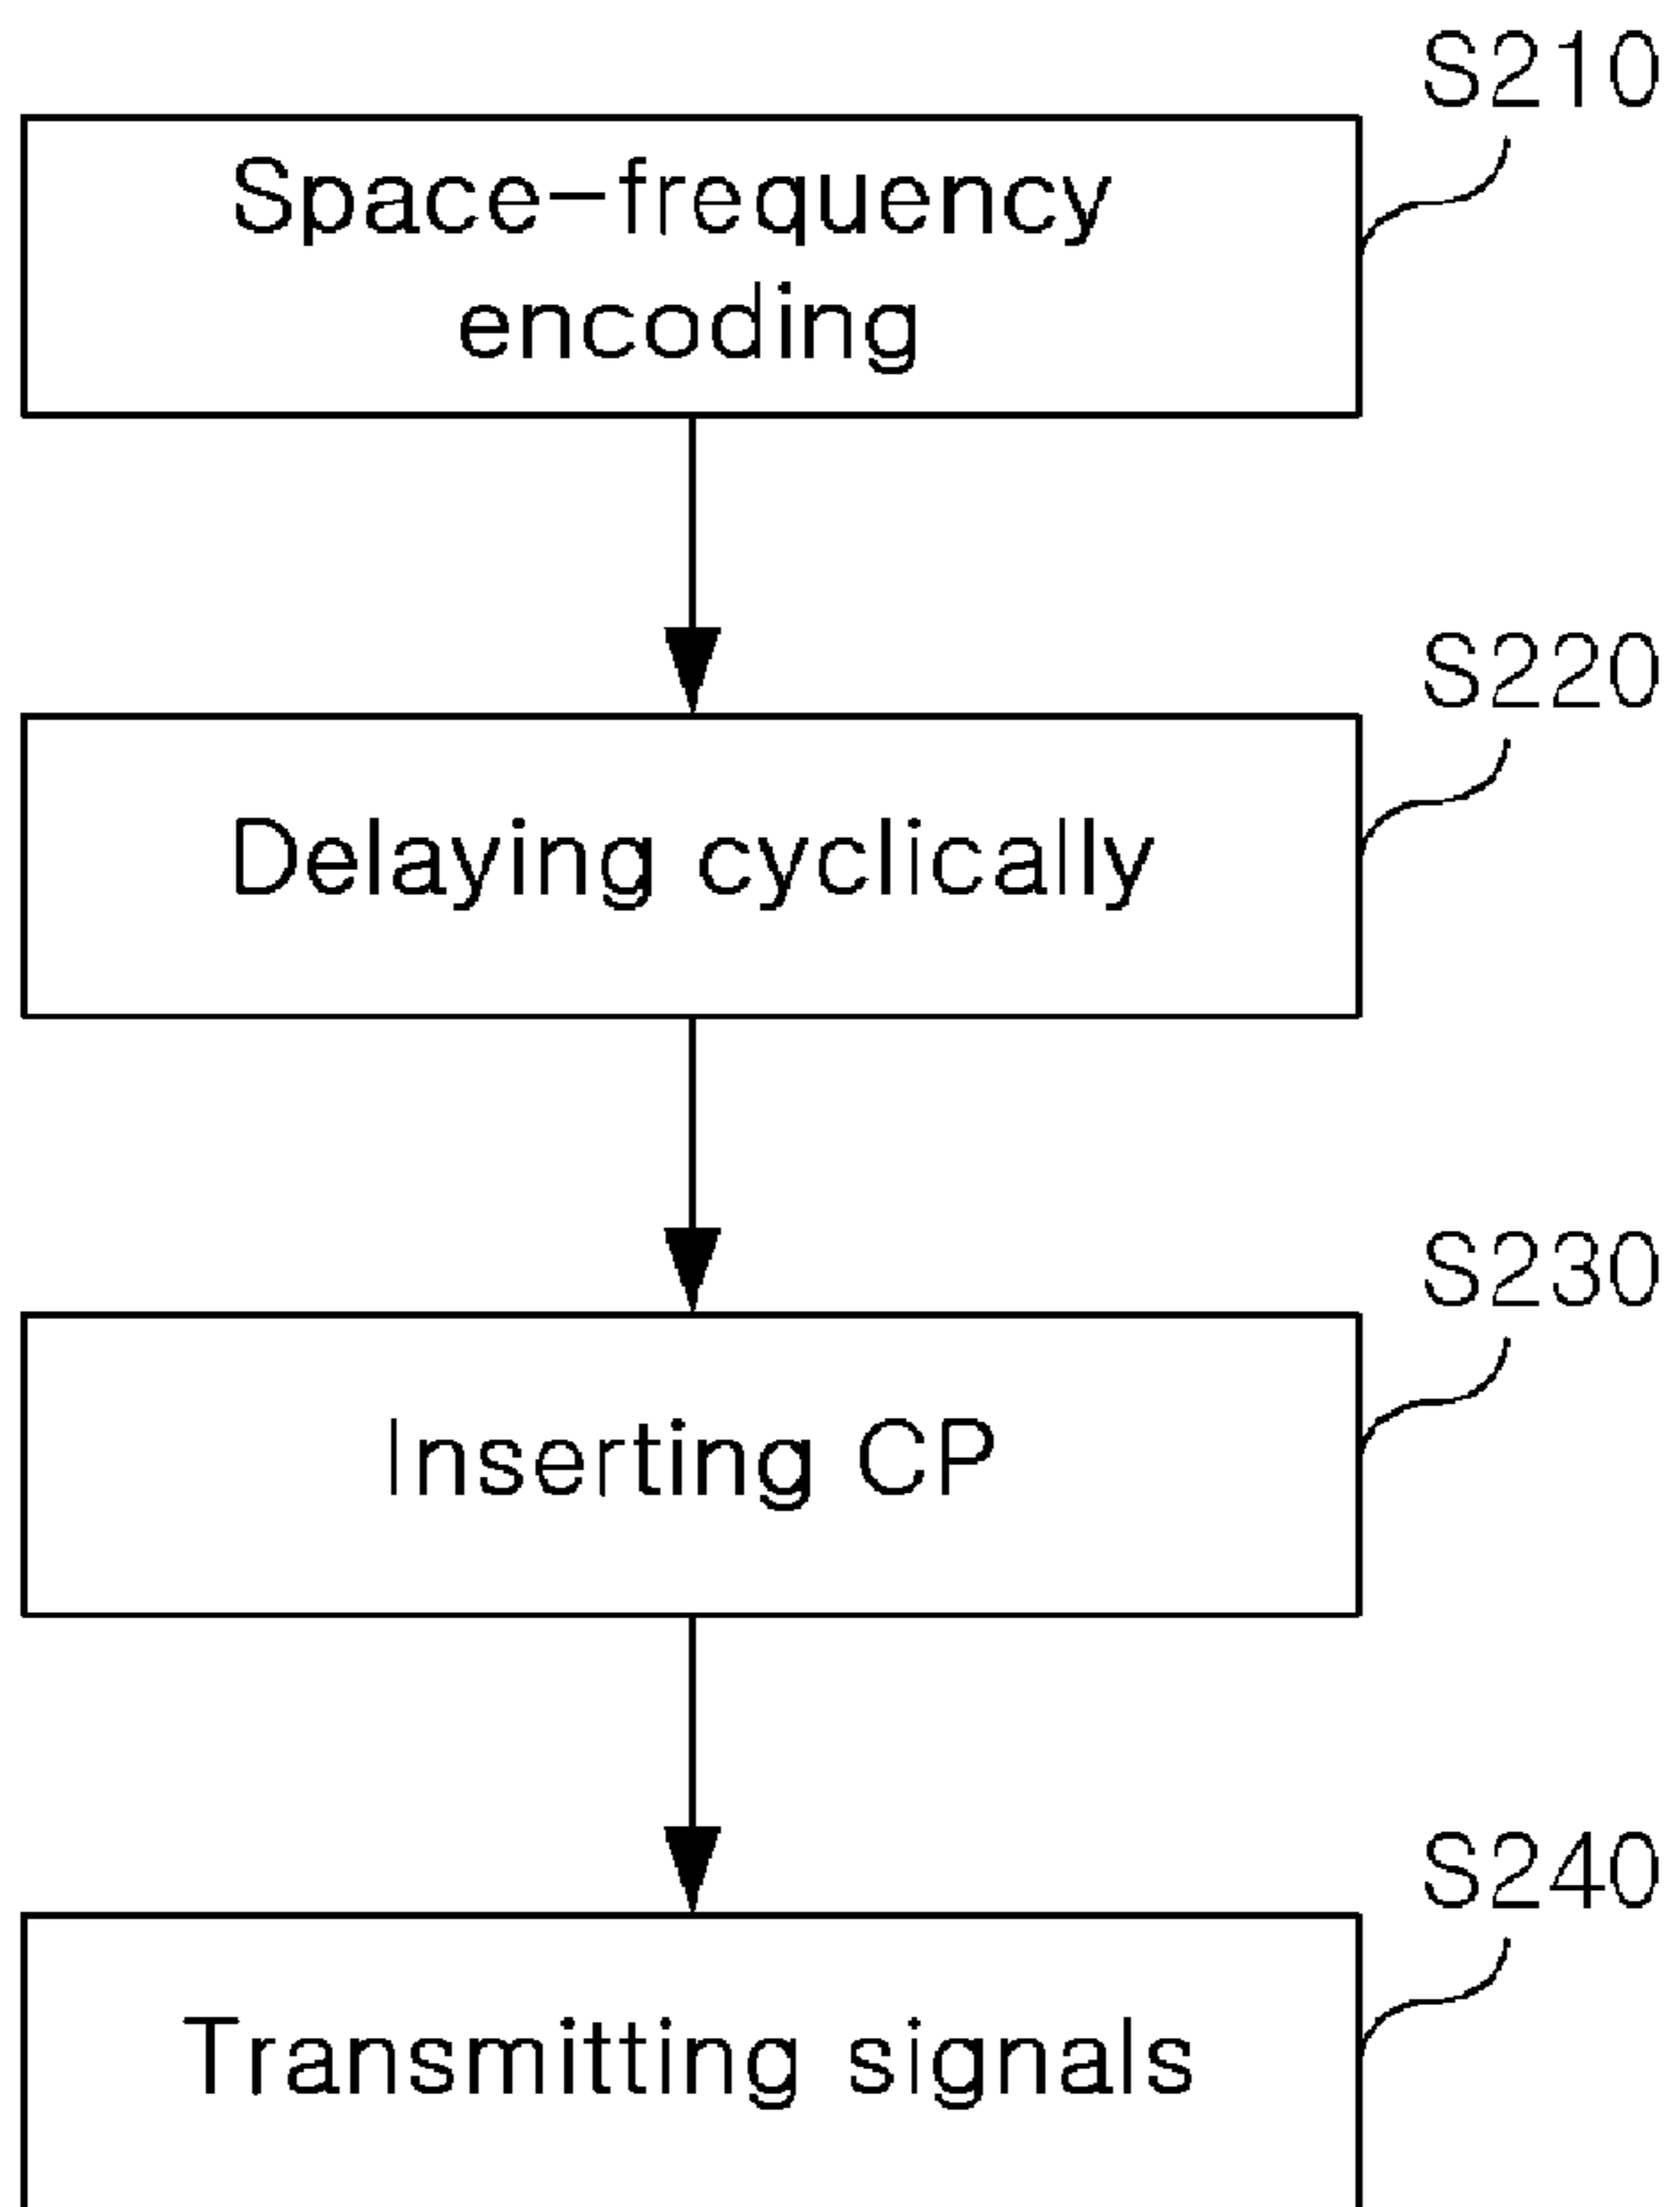 S210
Space-frequency
encoding
S220
Delaying cyclically
S230
Inserting CP
S240
Transmitting signals